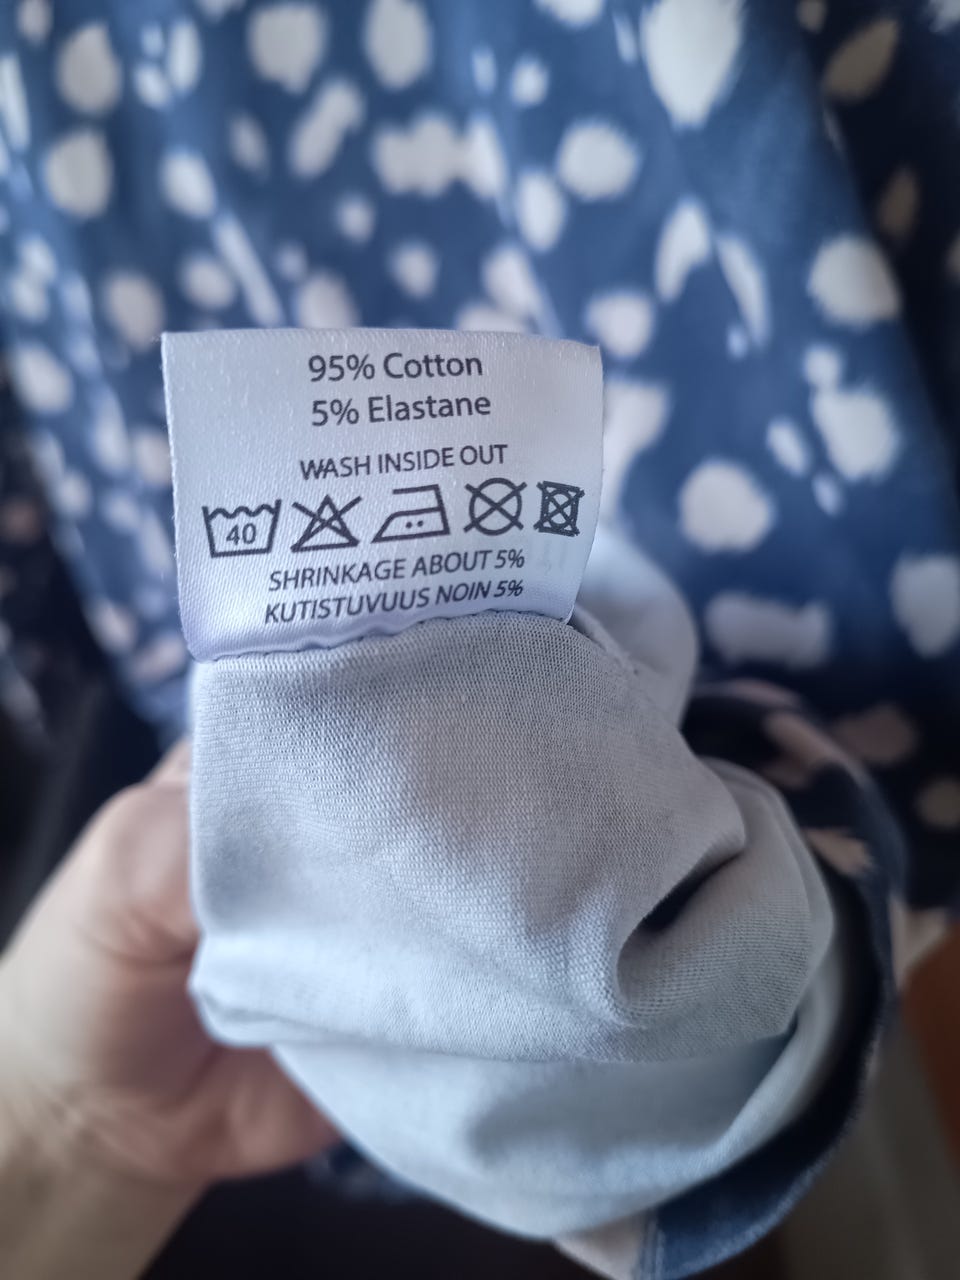 95% Cotton
5% Elastane
WASH INSIDE OUT
40
SHRINKAGE ABOUT 5%
KUTISTUVUUS NOIN 5%